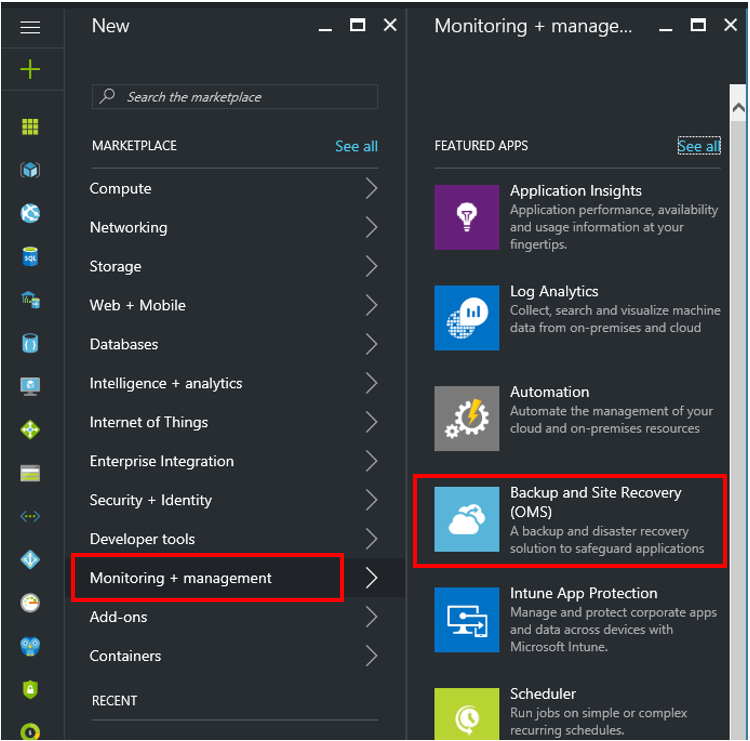 New
Monitoring + manage...
Search the marketplace
MARKETPLACE
See all
Compute
Networking
Storage
Web + Mobile
Databases
Intelligence + analytics
Internet of Things
Enterprise Integration
Security + Identity
Developer tools
Monitoring + management
Add-ons
Containers
RECENT
FEATURED APPS
See all
Application Insights
Application performance, availability
and usage information at your
fingertips.
Log Analytics
Collect, search and visualize machine
data from on-premises and cloud
Automation
Automate the management of your
cloud and on-premises resources
Backup and Site Recovery
(OMS)
A backup and disaster recovery
solution to safeguard applications
Intune App Protection
Manage and protect corporate apps
and data across devices with
Microsoft Intune.
Scheduler
Run jobs on simple or complex
recurring schedules.
SQL